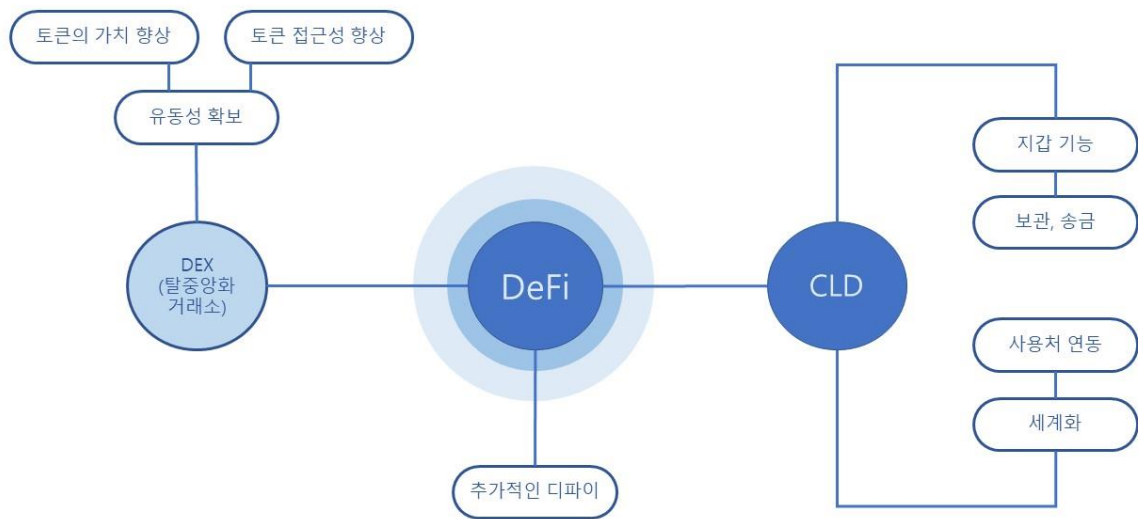 토큰의 가치 향상
토큰 접근성 향상
유동성 확보
DEX
(탈중앙화
거래소)
DeFi
추가적인 디파이
CLD
지갑 기능
보관, 송금
사용처 연동
세계화